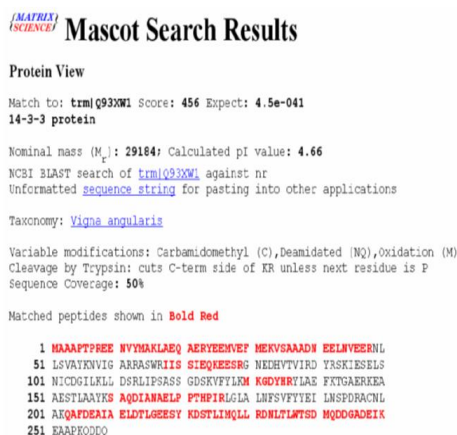 {MATRIX}
{SCIENCE} Mascot Search Results
Protein View
Match to: trm|Q93XW1 Score: 456 Expect: 4.5e-041
14-3-3 protein
Nominal mass (Mr): 29184; Calculated pI value: 4.66
NCBI BLAST search of trm|Q93XW1 against nr
Unformatted sequence string for pasting into other applications
Taxonomy: Vigna angularis
Variable modifications: Carbamidomethyl (C),Deamidated (NQ),Oxidation (M)
Cleavage by Trypsin: cuts C-term side of KR unless next residue is P
Sequence Coverage: 50%
Matched peptides shown in Bold Red
1 MAAAPTPREE NVYMAKLAEQ AERYEEMVEF MEKVSAAADN EELNVEERNL
51 LSVAYKNVIG ARRASWRIIS SIEQKEESRG NEDHVTVIRD YRSKIESELS
101 NICDGILKLL DSRLIPSASS GDSKVFYLKM KGDYHRYLAE FKTGAERKEA
151 AESTLAAYKS AQDIANAELP PTHPIRLGLA LNFSVFYYEI LNSPDRACNL
201 AKQAFDEAIA ELDTLGEESY KDSTLIMQLL RDNLTLWTSD MQDDGADEIK
251 EAAPKQDDQ